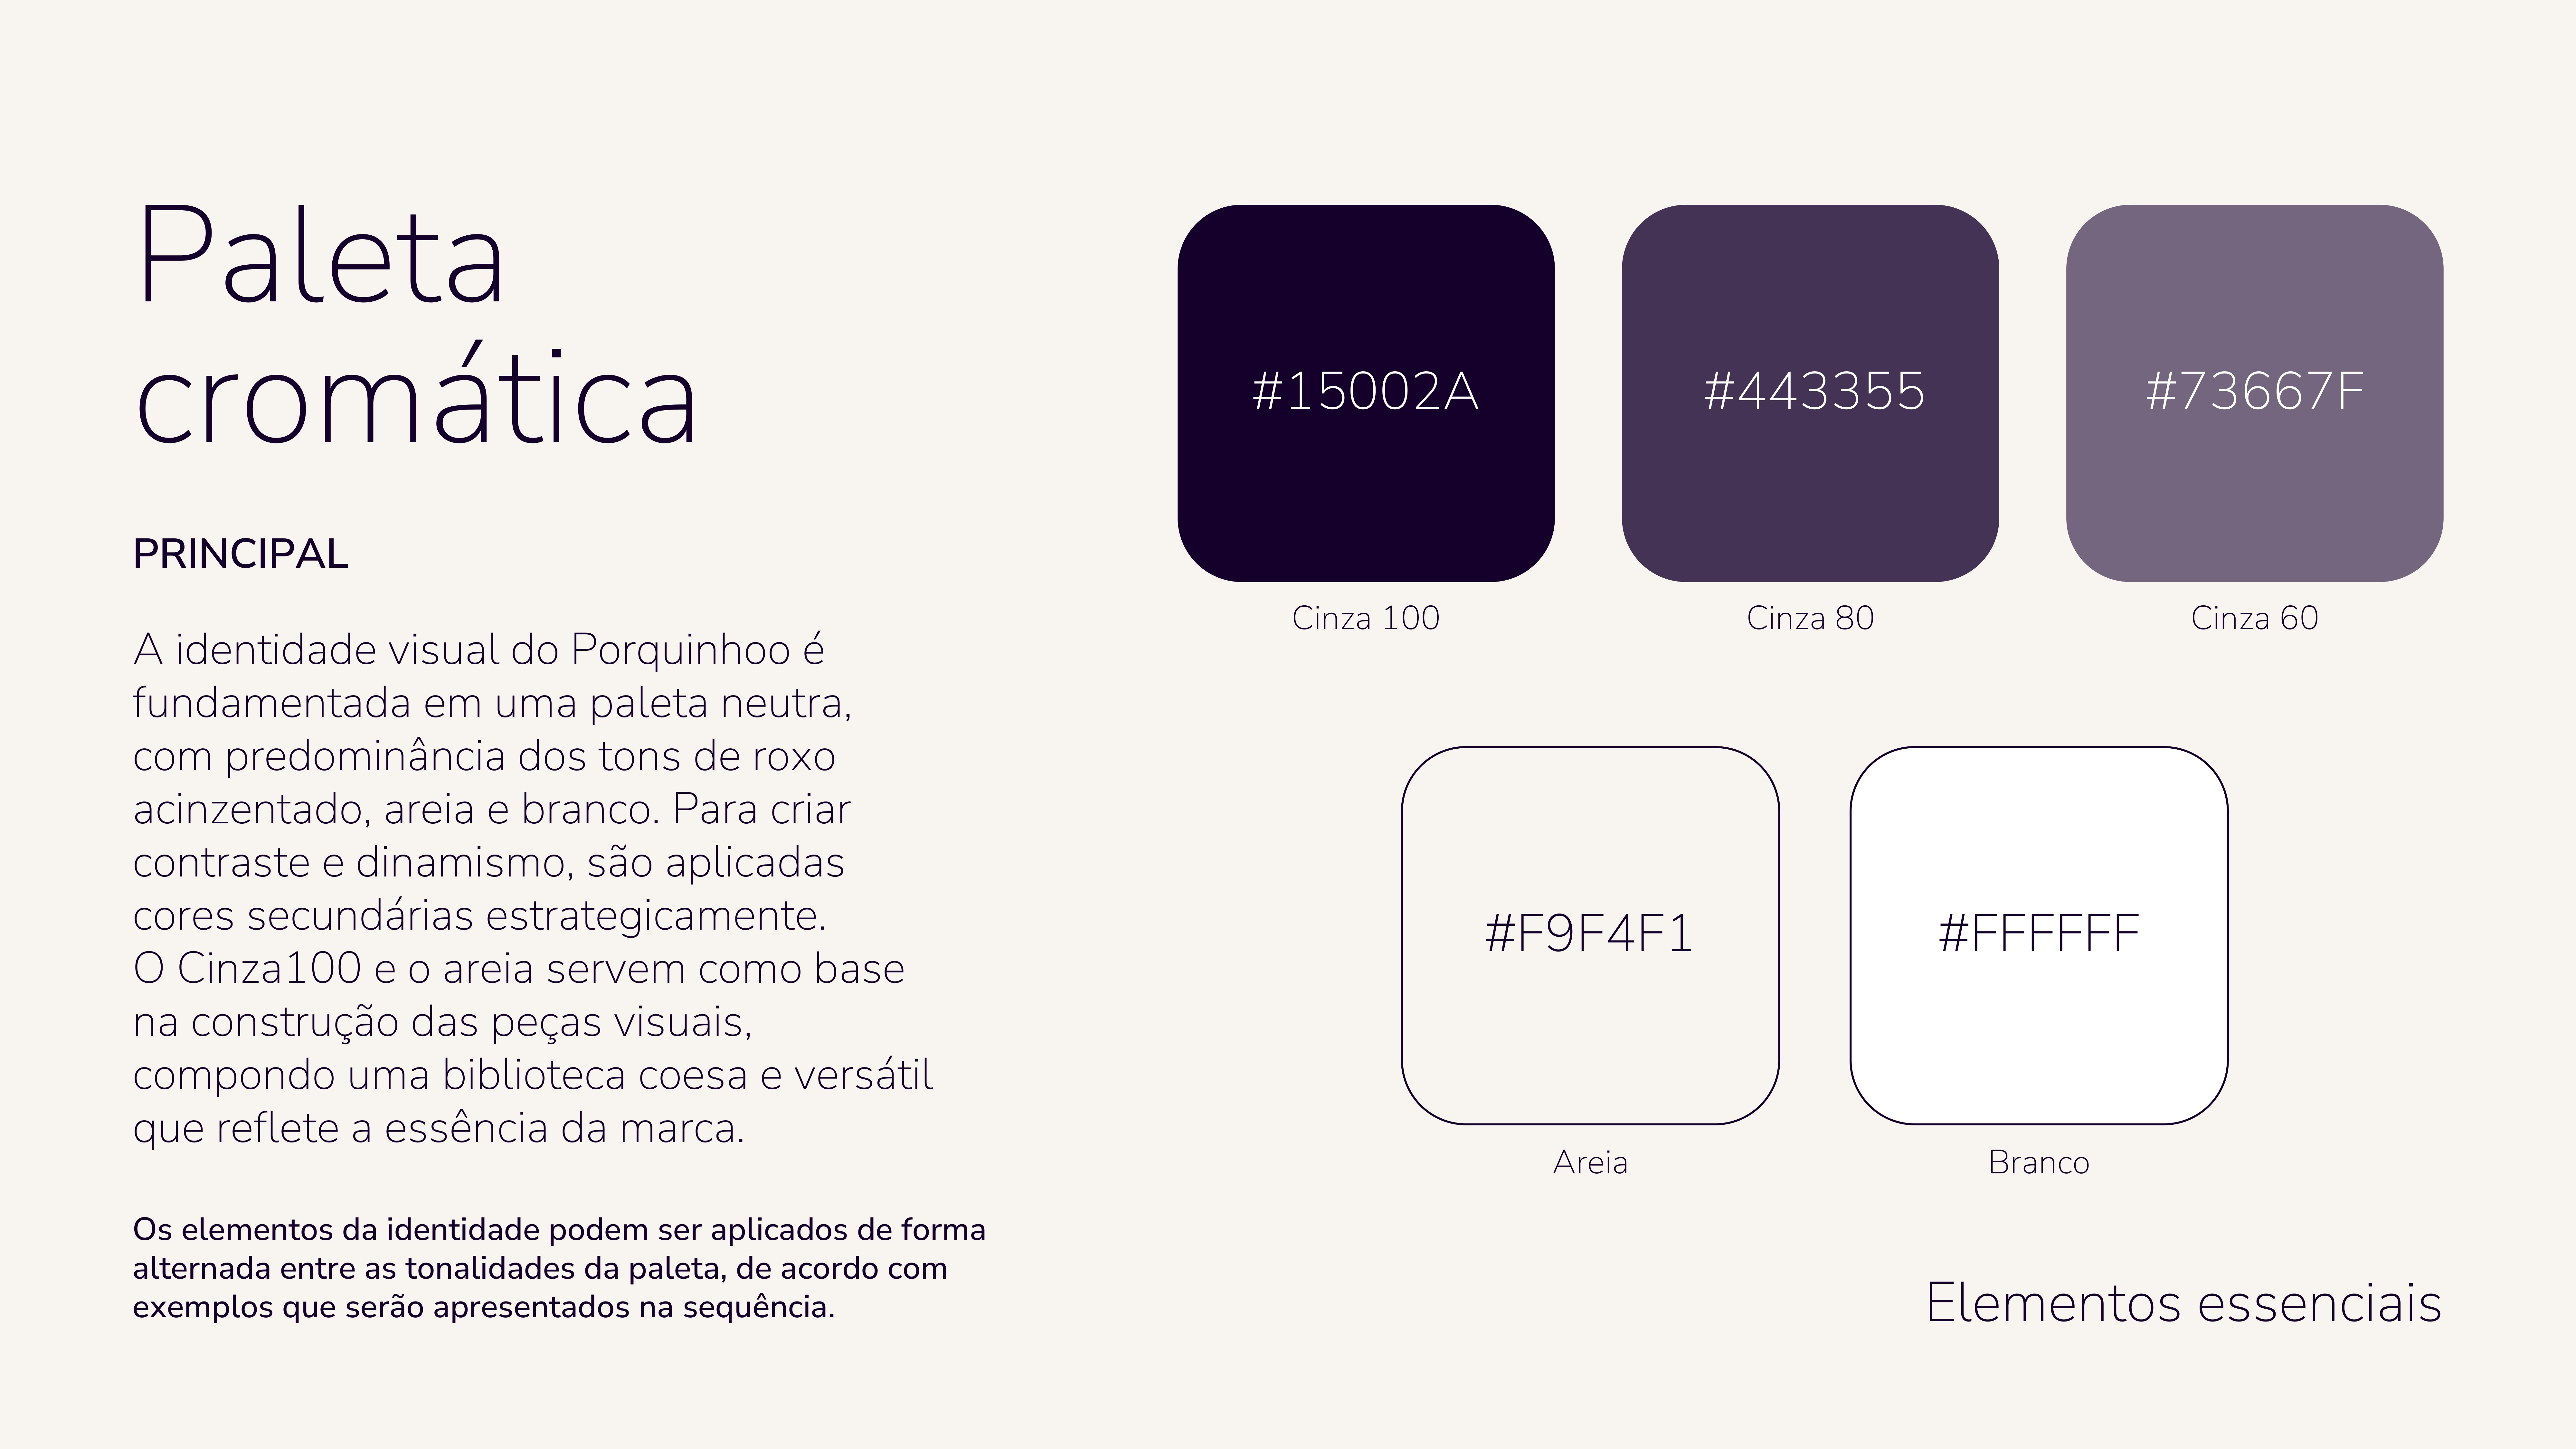 Paleta
cromática
PRINCIPAL
A identidade visual do Porquinhoo é
fundamentada em uma paleta neutra,
com predominância dos tons de roxo
acinzentado, areia e branco. Para criar
contraste e dinamismo, são aplicadas
cores secundárias estrategicamente.
O Cinza100 e o areia servem como base
na construção das peças visuais,
compondo uma biblioteca coesa e versátil
que reflete a essência da marca.
Os elementos da identidade podem ser aplicados de forma
alternada entre as tonalidades da paleta, de acordo com
exemplos que serão apresentados na sequência.
#15002A
#443355
#73667F
Cinza 100
Cinza 80
Cinza 60
#F9F4F1
#FFFFFF
Areia
Branco
Elementos essenciais